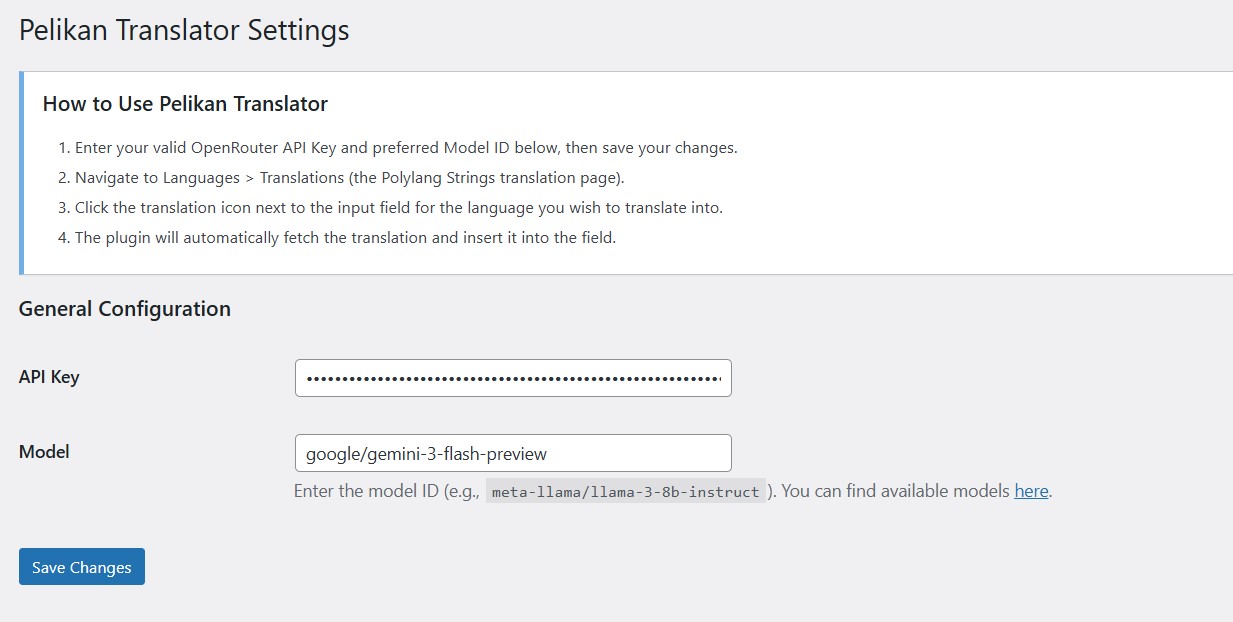 Pelikan Translator Settings
How to Use Pelikan Translator
1. Enter your valid OpenRouter API Key and preferred Model ID below, then save your changes.
2. Navigate to Languages > Translations (the Polylang Strings translation page).
3. Click the translation icon next to the input field for the language you wish to translate into.
4. The plugin will automatically fetch the translation and insert it into the field.
General Configuration
API Key
Model
google/gemini-3-flash-preview
Enter the model ID (e.g., meta-llama/llama-3-8b-instruct ). You can find available models here.
Save Changes